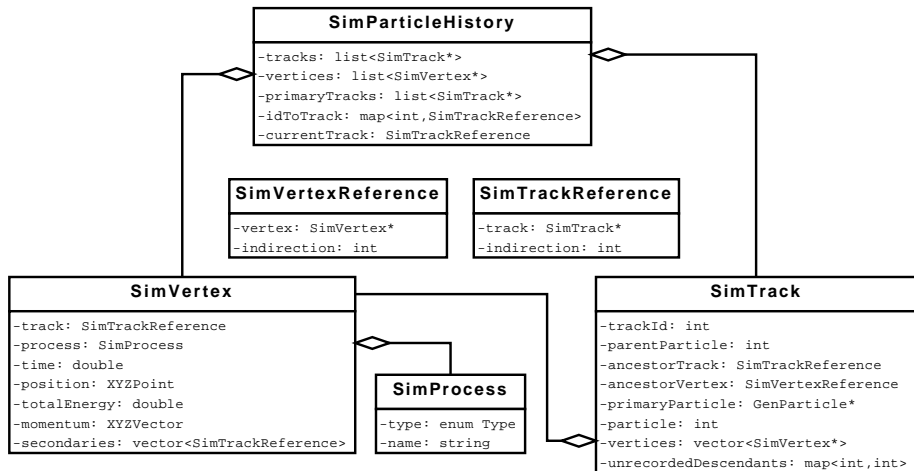 SimParticleHistory
-tracks: list<SimTrack*>
-vertices: list<SimVertex*>
-primaryTracks: list<SimTrack*>
-idToTrack: map<int,SimTrackReference>
-currentTrack: SimTrackReference
SimVertexReference
-vertex: SimVertex*
-indirection: int
SimTrackReference
-track: SimTrack*
-indirection: int
SimVertex
-track: SimTrackReference
-process: SimProcess
-time: double
-position: XYZPoint
-totalEnergy: double
-momentum: XYZVector
-secondaries: vector<SimTrackReference>
SimProcess
-type: enum Type
-name: string
SimTrack
-trackId: int
-parentParticle: int
-ancestorTrack: SimTrackReference
-ancestorVertex: SimVertexReference
-primaryParticle: GenParticle*
-particle: int
-vertices: vector<SimVertex*>
-unrecordedDescendants: map<int,int>